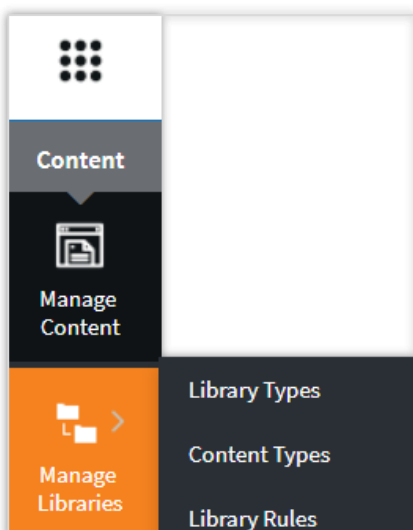 Content
Manage
Content
Manage
Libraries
Library Types
Content Types
Library Rules